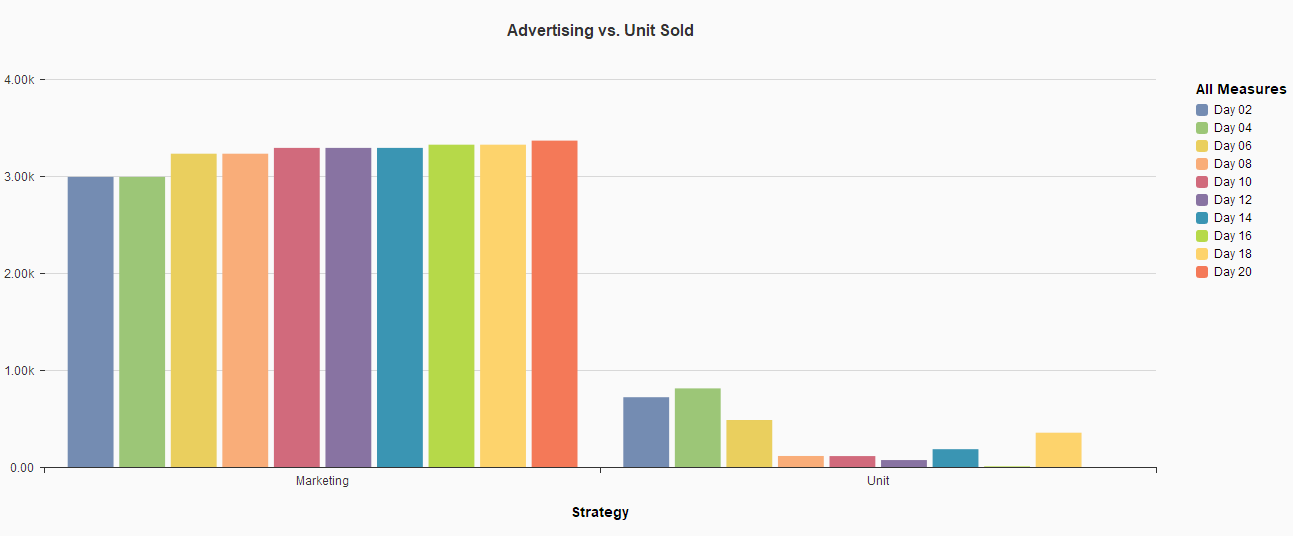 Advertising vs. Unit Sold
4.00k
3.00k
2.00k
1.00k
0.00
Marketing
Unit
Strategy
All Measures
Day 02
Day 04
Day 06
Day 08
Day 10
Day 12
Day 14
Day 16
Day 18
Day 20